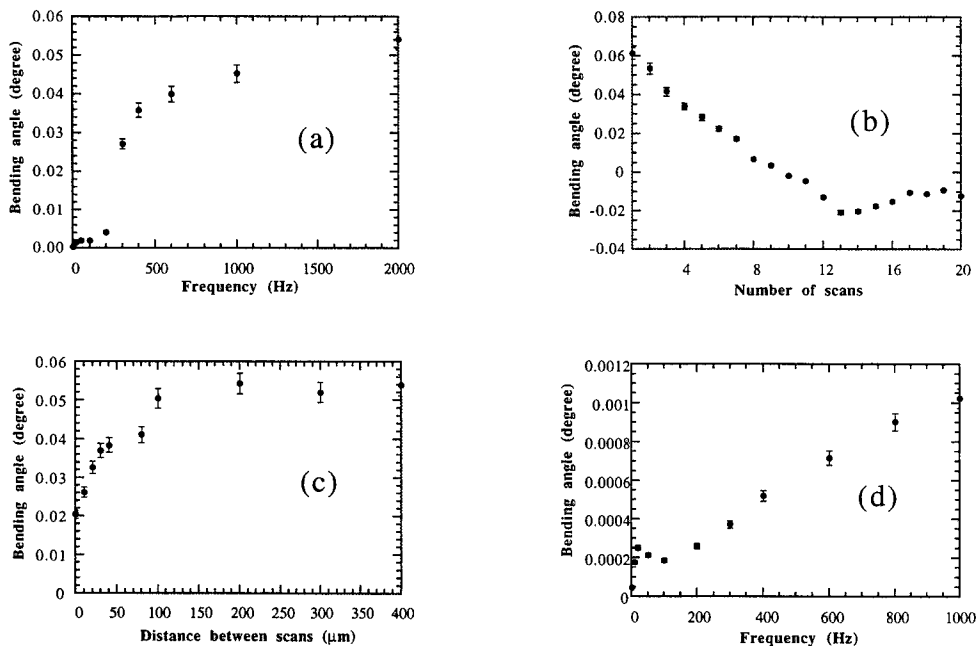 0.06
0.05
0.04
0.03
0.02
0.01
0.00
Bending angle (degree)
(a)
0 500 1000 1500 2000
Frequency (Hz)
0.08
0.06
0.04
0.02
0
-0.02
-0.04
Bending angle (degree)
(b)
4 8 12 16 20
Number of scans
0.06
0.05
0.04
0.03
0.02
0.01
0
Bending angle (degree)
(c)
0 50 100 150 200 250 300 350 400
Distance between scans (μm)
0.0012
0.001
0.0008
0.0006
0.0004
0.0002
0
Bending angle (degree)
(d)
0 200 400 600 800 1000
Frequency (Hz)